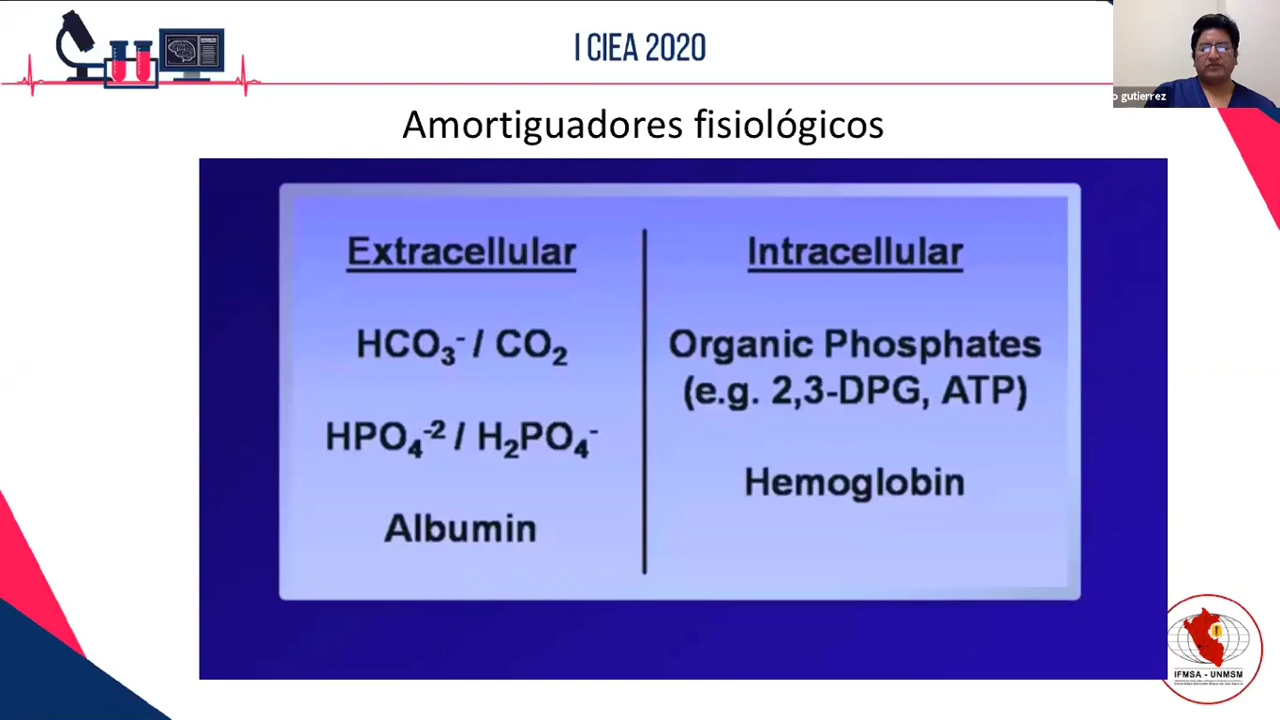 I CIEA 2020
o gutierrez
Amortiguadores fisiológicos
Extracellular
HCO₃⁻ / CO₂
HPO₄⁻² / H₂PO₄⁻
Albumin
Intracellular
Organic Phosphates
(e.g. 2,3-DPG, ATP)
Hemoglobin
IFMSA - UNMSM